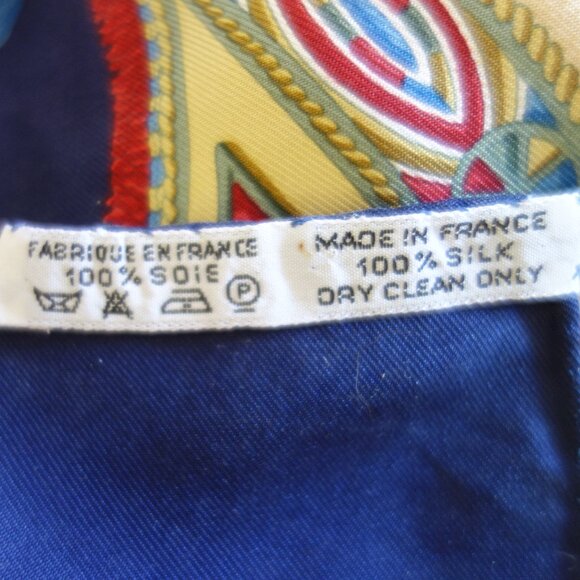 FABRIQUE EN FRANCE
100% SOIE
P
MADE IN FRANCE
100% SILK
DRY CLEAN ONLY